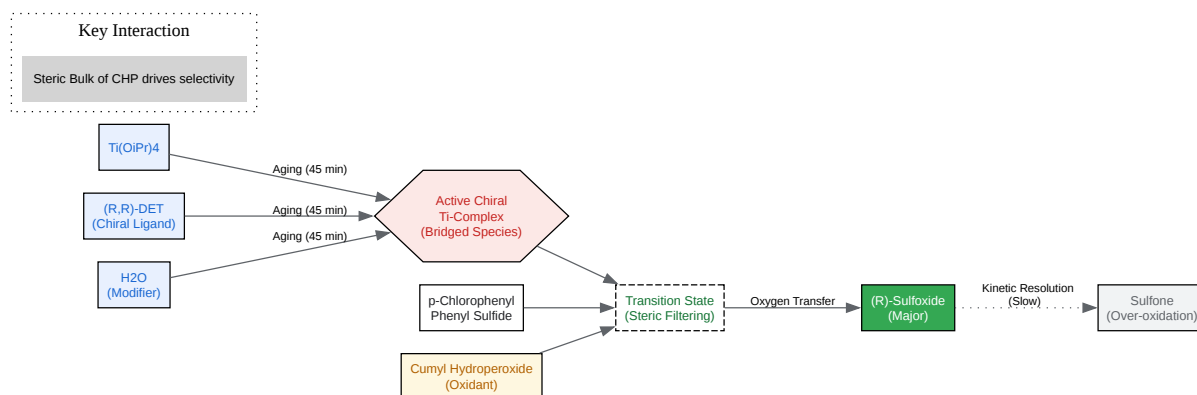 Key Interaction
Steric Bulk of CHP drives selectivity
Ti(OiPr)4
Aging (45 min)
(R,R)-DET
(Chiral Ligand)
Aging (45 min)
H2O
(Modifier)
Aging (45 min)
Active Chiral
Ti-Complex
(Bridged Species)
p-Chlorophenyl
Phenyl Sulfide
Cumyl Hydroperoxide
(Oxidant)
Transition State
(Steric Filtering)
Oxygen Transfer
(R)-Sulfoxide
(Major)
Kinetic Resolution
(Slow)
Sulfone
(Over-oxidation)